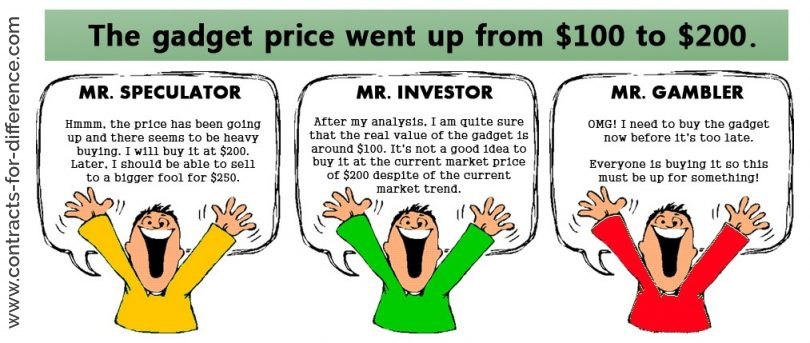 The gadget price went up from $100 to $200.
www.contracts-for-difference.com
MR. SPECULATOR
Hmmm, the price has been going
up and there seems to be heavy
buying. I will buy it at $200.
Later, I should be able to sell
to a bigger fool for $250.
MR. INVESTOR
After my analysis, I am quite sure
that the real value of the gadget is
around $100. It's not a good idea to
buy it at the current market price
of $200 despite of the current
market trend.
MR. GAMBLER
OMG! I need to buy the gadget
now before it's too late.
Everyone is buying it so this
must be up for something!